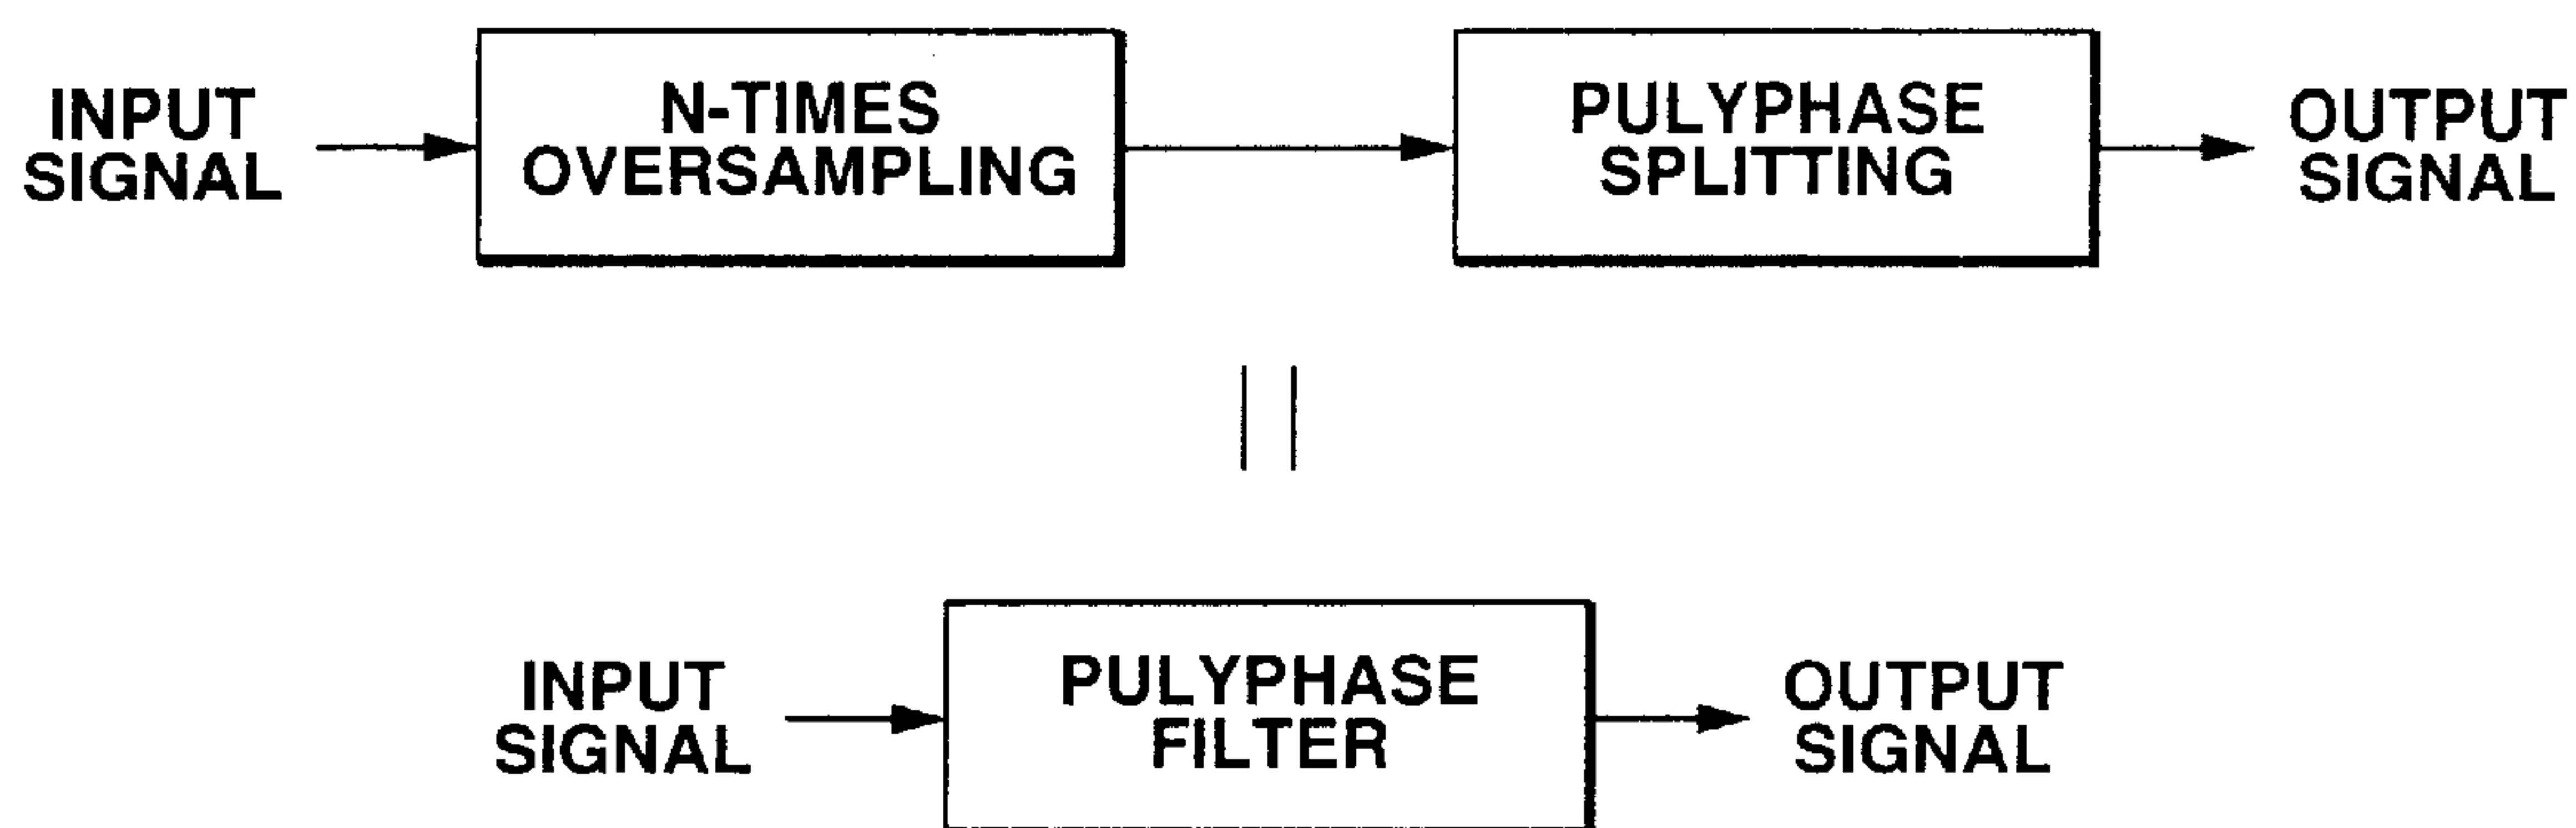 INPUT
SIGNAL
N-TIMES
OVERSAMPLING
PULYPHASE
SPLITTING
OUTPUT
SIGNAL
INPUT
SIGNAL
PULYPHASE
FILTER
OUTPUT
SIGNAL